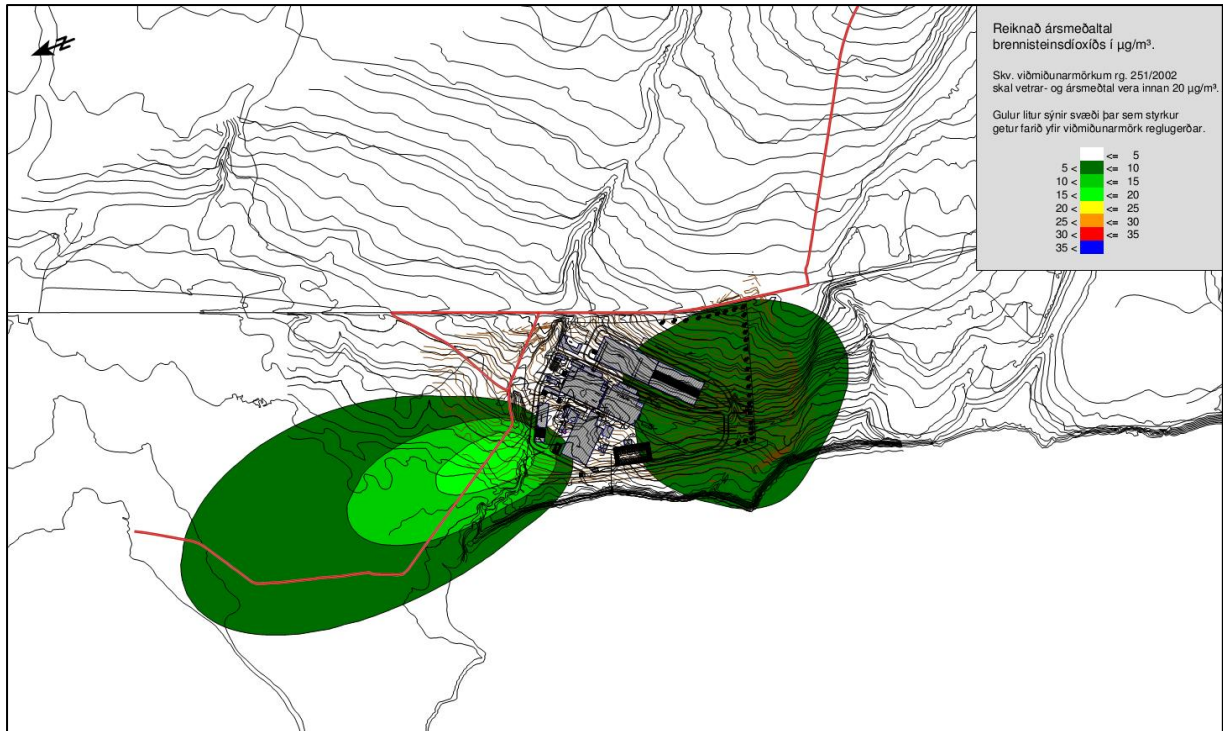 Reiknað ársmeðaltal
brennisteinsdíoxíðs í µg/m³.
Skv. viðmiðunarmörkum rg. 251/2002
skal vetrar- og ársmeðtal vera innan 20 µg/m³.
Gulur litur sýnir svæði þar sem styrkur
getur farið yfir viðmiðunarmörk reglugerðar.
<= 5
5 < <= 10
10 < <= 15
15 < <= 20
20 < <= 25
25 < <= 30
30 < <= 35
35 <